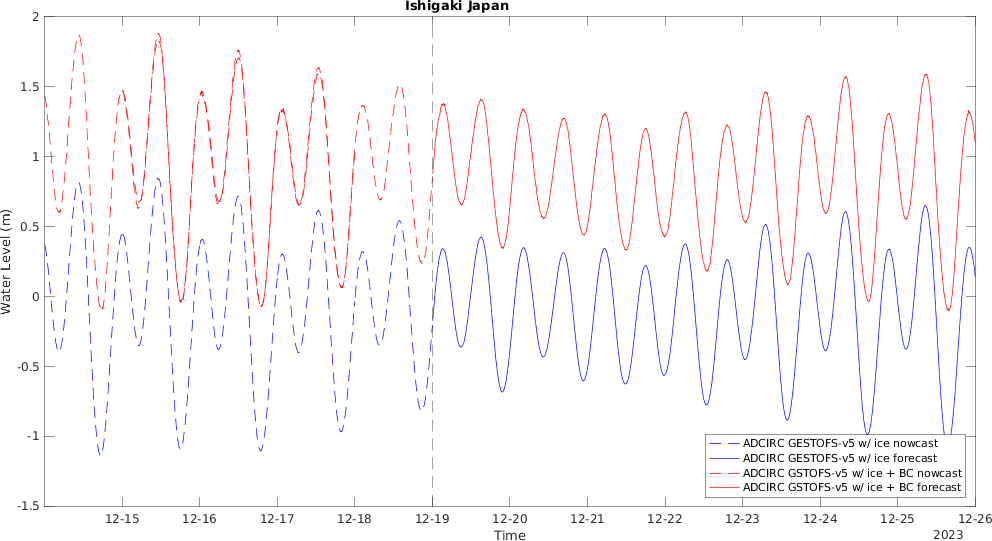 Ishigaki Japan
2
1.5
1
0.5
0
-0.5
-1
-1.5
Water Level (m)
ADCIRC GESTOFS-v5 w/ ice nowcast
ADCIRC GESTOFS-v5 w/ ice forecast
ADCIRC GSTOFS-v5 w/ ice + BC nowcast
ADCIRC GSTOFS-v5 w/ ice + BC forecast
12-15 12-16 12-17 12-18 12-19 12-20 12-21 12-22 12-23 12-24 12-25 12-26
Time
2023